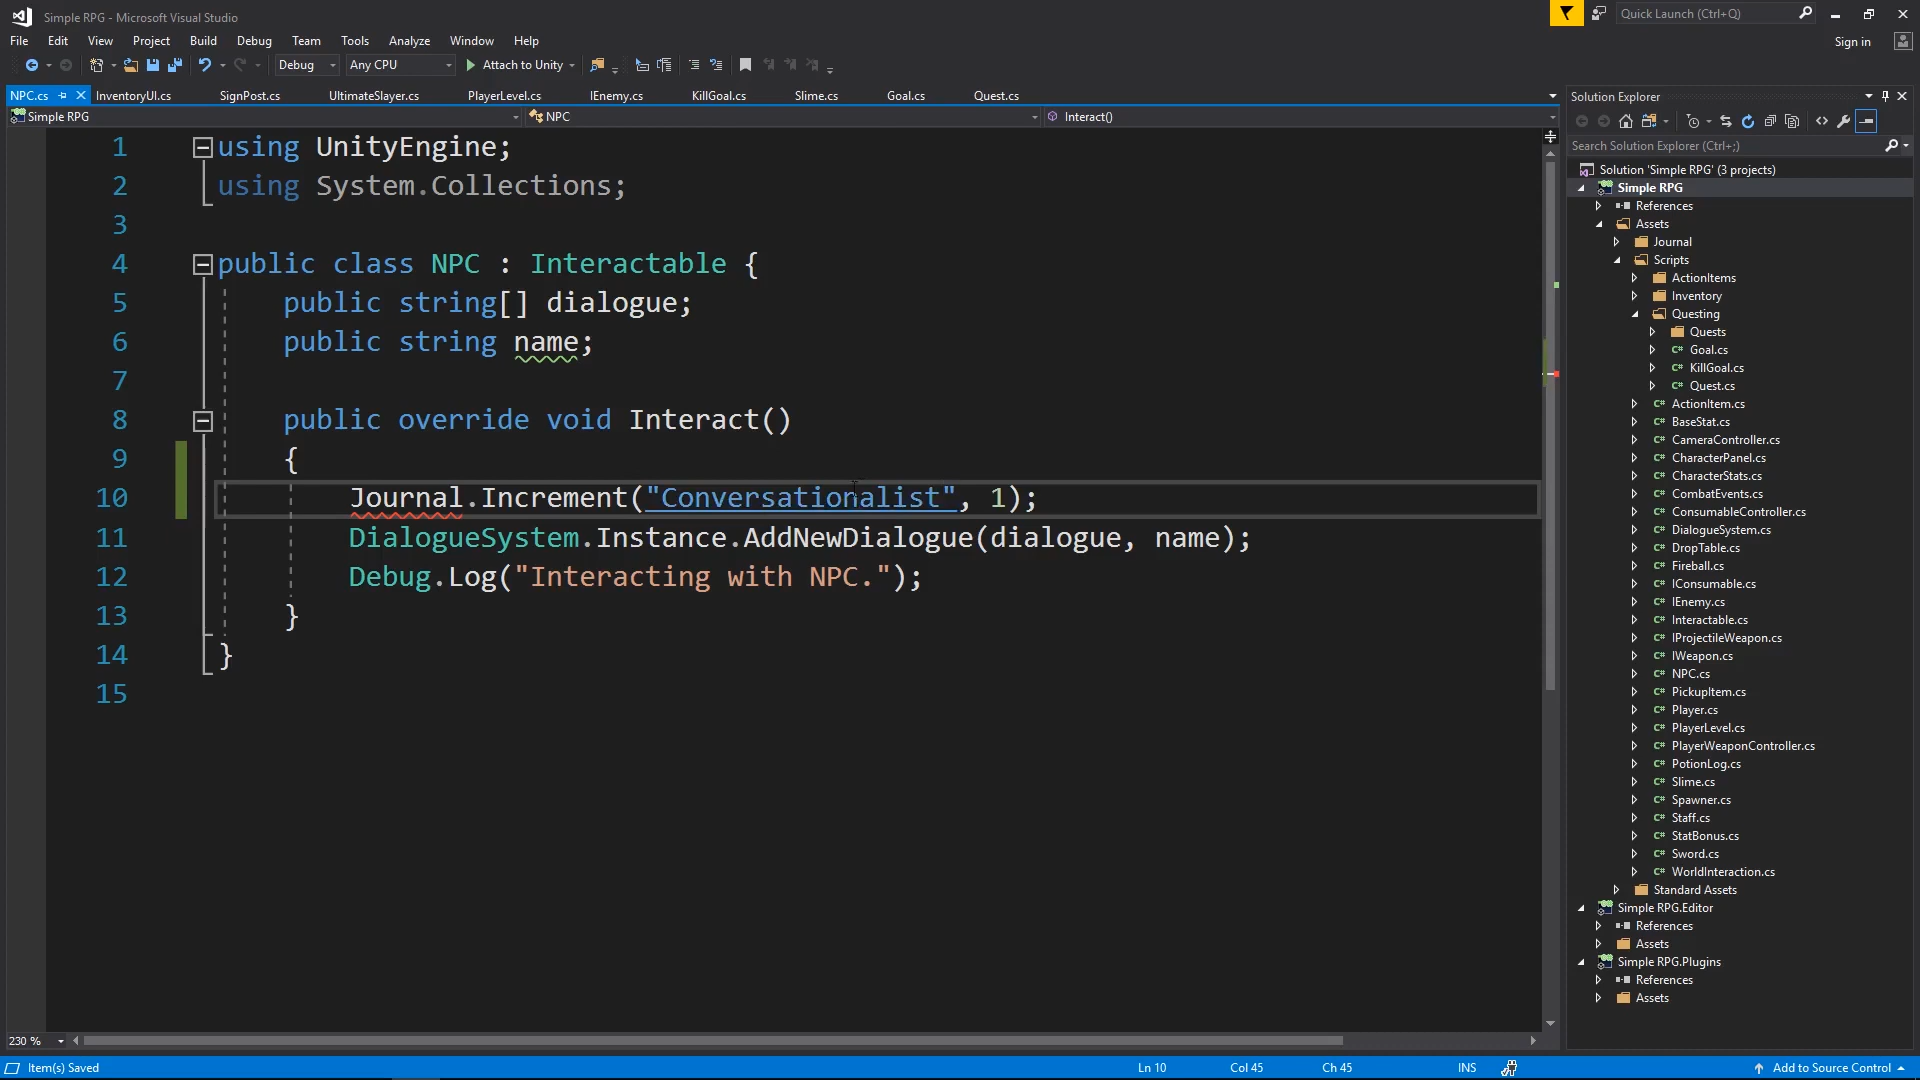 Simple RPG - Microsoft Visual Studio
Quick Launch (Ctrl+Q)
File Edit View Project Build Debug Team Tools Analyze Window Help
Sign in
Debug Any CPU Attach to Unity
NPC.cs InventoryUI.cs SignPost.cs UltimateSlayer.cs PlayerLevel.cs IEnemy.cs KillGoal.cs Slime.cs Goal.cs Quest.cs
Simple RPG NPC Interact()
1 using UnityEngine;
2 using System.Collections;
3
4 public class NPC : Interactable {
5 public string[] dialogue;
6 public string name;
7
8 public override void Interact()
9 {
10 Journal.Increment("Conversationalist", 1);
11 DialogueSystem.Instance.AddNewDialogue(dialogue, name);
12 Debug.Log("Interacting with NPC.");
13 }
14 }
15
230 %
Solution Explorer
Search Solution Explorer (Ctrl+;)
Solution 'Simple RPG' (3 projects)
Simple RPG
References
Assets
Journal
Scripts
ActionItems
Inventory
Questing
Quests
C# Goal.cs
C# KillGoal.cs
C# Quest.cs
C# ActionItem.cs
C# BaseStat.cs
C# CameraController.cs
C# CharacterPanel.cs
C# CharacterStats.cs
C# CombatEvents.cs
C# ConsumableController.cs
C# DialogueSystem.cs
C# DropTable.cs
C# Fireball.cs
C# IConsumable.cs
C# IEnemy.cs
C# Interactable.cs
C# IProjectileWeapon.cs
C# IWeapon.cs
C# NPC.cs
C# PickupItem.cs
C# Player.cs
C# PlayerLevel.cs
C# PlayerWeaponController.cs
C# PotionLog.cs
C# Slime.cs
C# Spawner.cs
C# Staff.cs
C# StatBonus.cs
C# Sword.cs
C# WorldInteraction.cs
Standard Assets
Simple RPG.Editor
References
Assets
Simple RPG.Plugins
References
Assets
Item(s) Saved Ln 10 Col 45 Ch 45 INS Add to Source Control